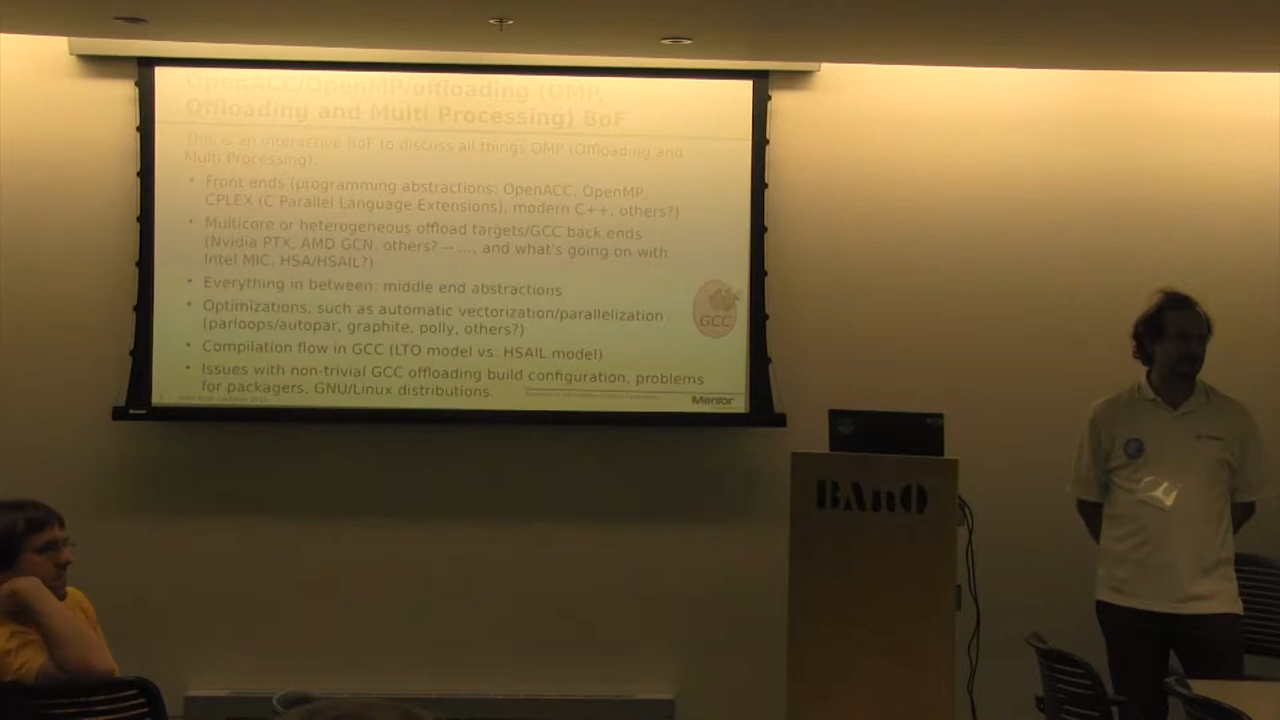 OpenACC/OpenMP/offloading (OMP,
Offloading and Multi Processing) BoF
This is an interactive BoF to discuss all things OMP (Offloading and
Multi Processing).
• Front ends (programming abstractions: OpenACC, OpenMP,
CPLEX (C Parallel Language Extensions), modern C++, others?)
• Multicore or heterogeneous offload targets/GCC back ends
(Nvidia PTX, AMD GCN, others? -- ..., and what's going on with
Intel MIC, HSA/HSAIL?)
• Everything in between: middle end abstractions
• Optimizations, such as automatic vectorization/parallelization
(parloops/autopar, graphite, polly, others?)
• Compilation flow in GCC (LTO model vs. HSAIL model)
• Issues with non-trivial GCC offloading build configuration, problems
for packagers, GNU/Linux distributions.
GCC
Mentor
BAnO